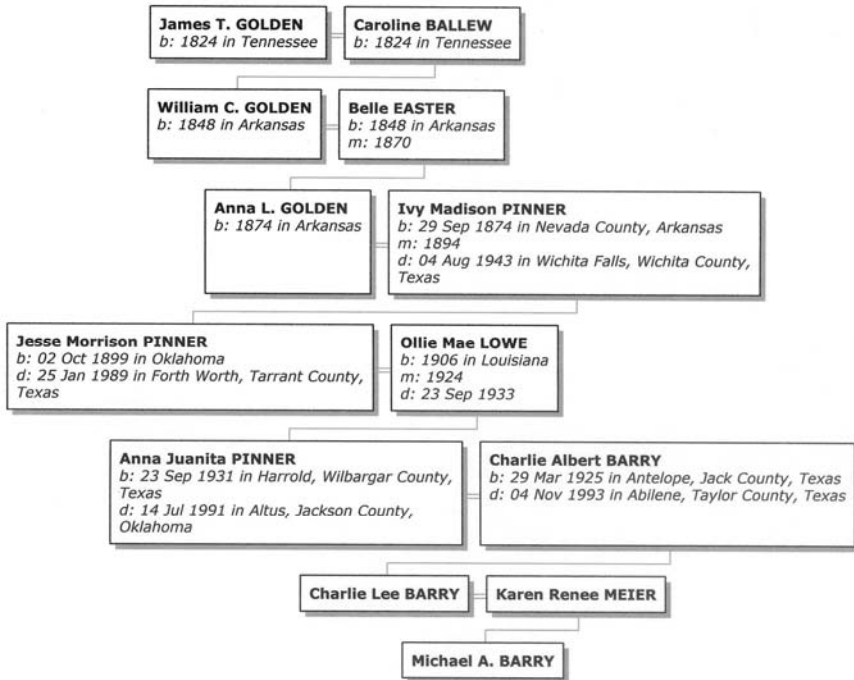 James T. GOLDEN
b: 1824 in Tennessee
Caroline BALLEW
b: 1824 in Tennessee
William C. GOLDEN
b: 1848 in Arkansas
Belle EASTER
b: 1848 in Arkansas
m: 1870
Anna L. GOLDEN
b: 1874 in Arkansas
Ivy Madison PINNER
b: 29 Sep 1874 in Nevada County, Arkansas
m: 1894
d: 04 Aug 1943 in Wichita Falls, Wichita County,
Texas
Jesse Morrison PINNER
b: 02 Oct 1899 in Oklahoma
d: 25 Jan 1989 in Forth Worth, Tarrant County,
Texas
Ollie Mae LOWE
b: 1906 in Louisiana
m: 1924
d: 23 Sep 1933
Anna Juanita PINNER
b: 23 Sep 1931 in Harrold, Wilbargar County,
Texas
d: 14 Jul 1991 in Altus, Jackson County,
Oklahoma
Charlie Albert BARRY
b: 29 Mar 1925 in Antelope, Jack County, Texas
d: 04 Nov 1993 in Abilene, Taylor County, Texas
Charlie Lee BARRY
Karen Renee MEIER
Michael A. BARRY